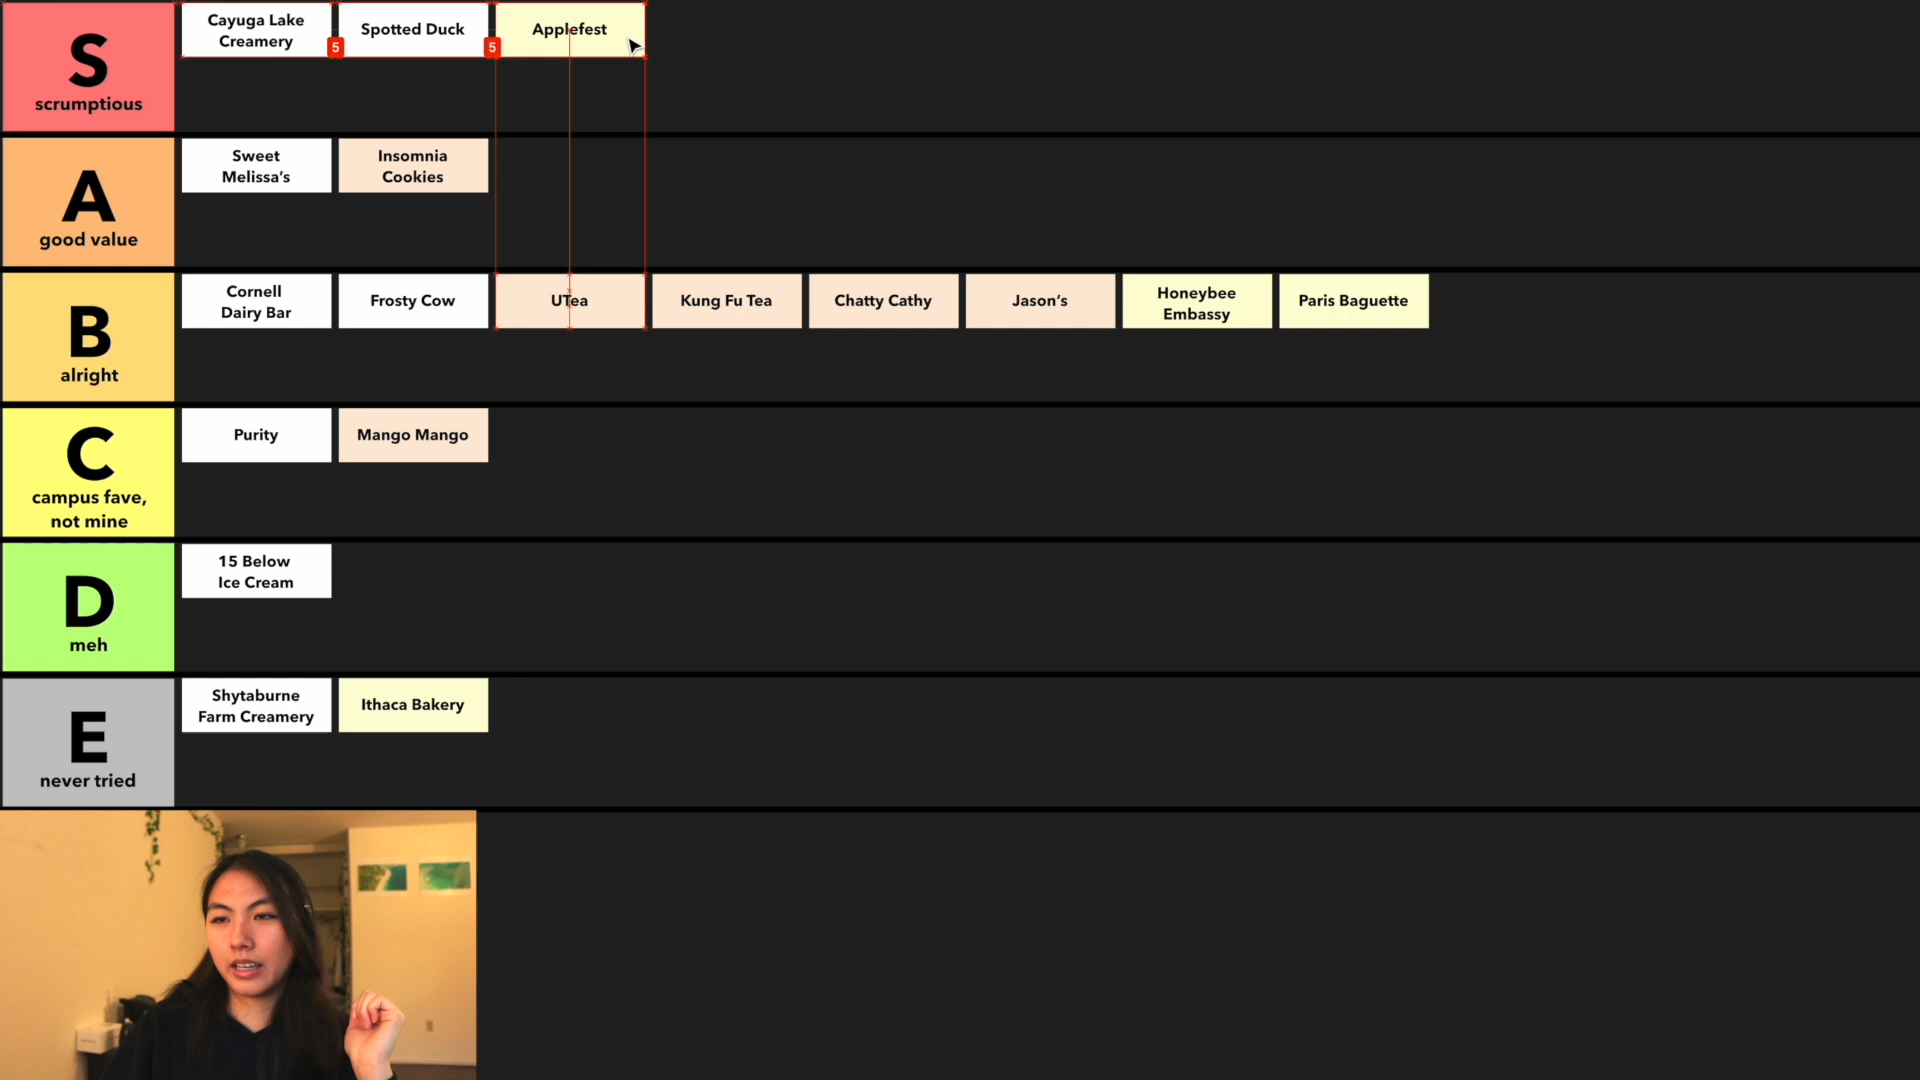 S
scrumptious
Cayuga Lake
Creamery
5
Spotted Duck
5
Applefest
A
good value
Sweet
Melissa’s
Insomnia
Cookies
B
alright
Cornell
Dairy Bar
Frosty Cow
UTea
Kung Fu Tea
Chatty Cathy
Jason’s
Honeybee
Embassy
Paris Baguette
C
campus fave,
not mine
Purity
Mango Mango
D
meh
15 Below
Ice Cream
E
never tried
Shytaburne
Farm Creamery
Ithaca Bakery